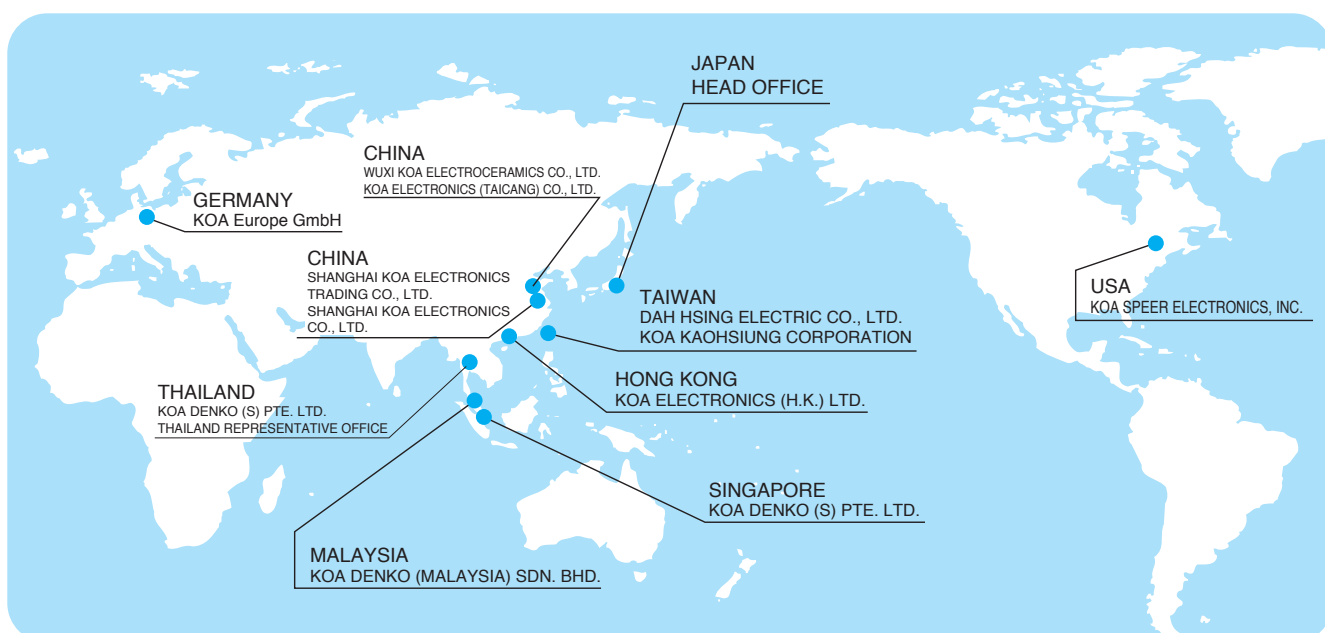 JAPAN
HEAD OFFICE
CHINA
WUXI KOA ELECTROCERAMICS CO., LTD.
KOA ELECTRONICS (TAICANG) CO., LTD.
GERMANY
KOA Europe GmbH
CHINA
SHANGHAI KOA ELECTRONICS
TRADING CO., LTD.
SHANGHAI KOA ELECTRONICS
CO., LTD.
TAIWAN
DAH HSING ELECTRIC CO., LTD.
KOA KAOHSIUNG CORPORATION
USA
KOA SPEER ELECTRONICS, INC.
HONG KONG
KOA ELECTRONICS (H.K.) LTD.
THAILAND
KOA DENKO (S) PTE. LTD.
THAILAND REPRESENTATIVE OFFICE
SINGAPORE
KOA DENKO (S) PTE. LTD.
MALAYSIA
KOA DENKO (MALAYSIA) SDN. BHD.